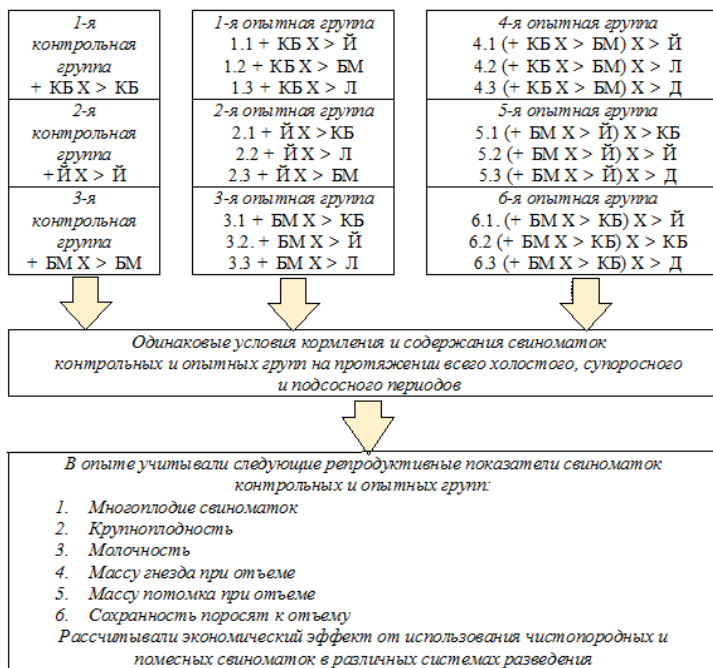 1-я
контрольная
группа
+ КБ Х > КБ
2-я
контрольная
группа
+Й Х > Й
3-я
контрольная
группа
+ БМ Х > БМ
1-я опытная группа
1.1 + КБ Х > Й
1.2 + КБ Х > БМ
1.3 + КБ Х > Л
2-я опытная группа
2.1 + Й Х > КБ
2.2 + Й Х > Л
2.3 + Й Х > БМ
3-я опытная группа
3.1 + БМ Х > КБ
3.2. + БМ Х > Й
3.3 + БМ Х > Л
4-я опытная группа
4.1 (+ КБ Х > БМ) Х > Й
4.2 (+ КБ Х > БМ) Х > Л
4.3 (+ КБ Х > БМ) Х > Д
5-я опытная группа
5.1 (+ БМ Х > Й) Х > КБ
5.2 (+ БМ Х > Й) Х > Й
5.3 (+ БМ Х > Й) Х > Д
6-я опытная группа
6.1. (+ БМ Х > КБ) Х > Й
6.2 (+ БМ Х > КБ) Х > КБ
6.3 (+ БМ Х > КБ) Х > Д
Одинаковые условия кормления и содержания свиноматок
контрольных и опытных групп на протяжении всего холостого, супоросного
и подсосного периодов
В опыте учитывали следующие репродуктивные показатели свиноматок
контрольных и опытных групп:
1. Многоплодие свиноматок
2. Крупноплодность
3. Молочность
4. Массу гнезда при отъеме
5. Массу потомка при отъеме
6. Сохранность поросят к отъему
Рассчитывали экономический эффект от использования чистопородных и
помесных свиноматок в различных системах разведения